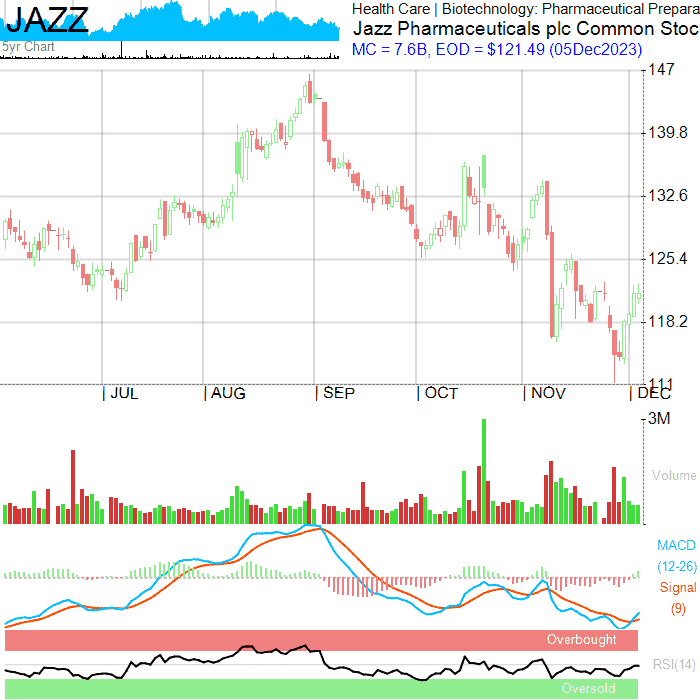 JAZZ
5yr Chart
Health Care | Biotechnology: Pharmaceutical Prepara
Jazz Pharmaceuticals plc Common Stoc
MC = 7.6B, EOD = $121.49 (05Dec2023)
147
139.8
132.6
125.4
118.2
111
| JUL | AUG | SEP | OCT | NOV | DEC
3M
Volume
MACD
(12-26)
Signal
(9)
Overbought
RSI(14)
Oversold